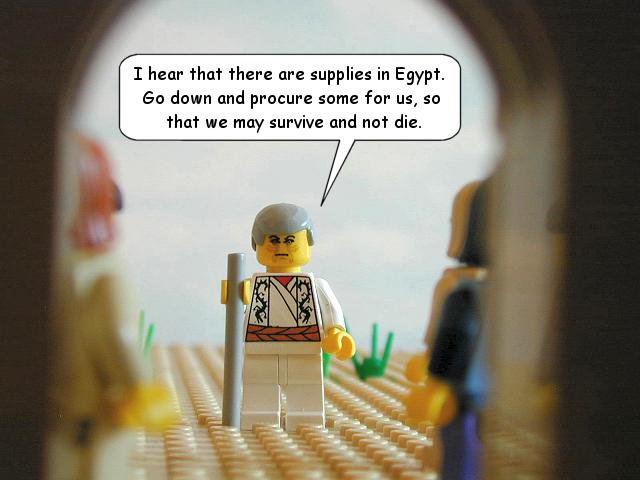 I hear that there are supplies in Egypt.
Go down and procure some for us, so
that we may survive and not die.